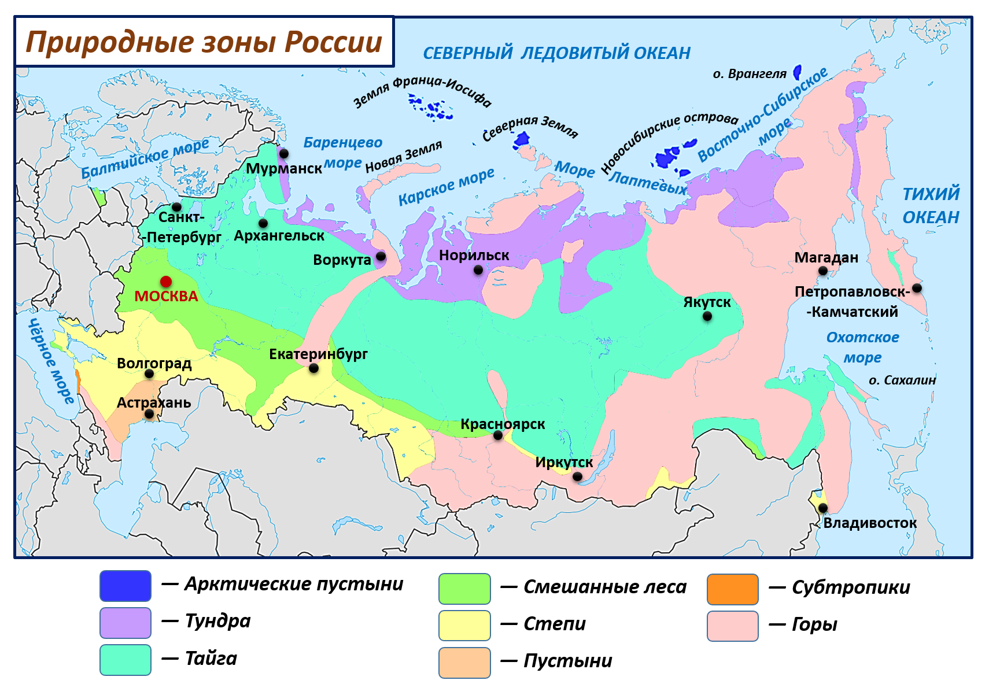 Природные зоны России
СЕВЕРНЫЙ ЛЕДОВИТЫЙ ОКЕАН
о. Врангеля
Земля Франца-Иосифа
Северная Земля
Новосибирские острова
Восточно-Сибирское
море
Баренцево
море
Новая Земля
Карское море
Море Лаптевых
Балтийское море
Мурманск
ТИХИЙ
ОКЕАН
Санкт-
-Петербург
Архангельск
Воркута
Норильск
Магадан
МОСКВА
Якутск
Петропавловск-
-Камчатский
Чёрное море
Охотское
море
Екатеринбург
Волгоград
о. Сахалин
Астрахань
Красноярск
Иркутск
Владивосток
— Арктические пустыни
— Тундра
— Тайга
— Смешанные леса
— Степи
— Пустыни
— Субтропики
— Горы